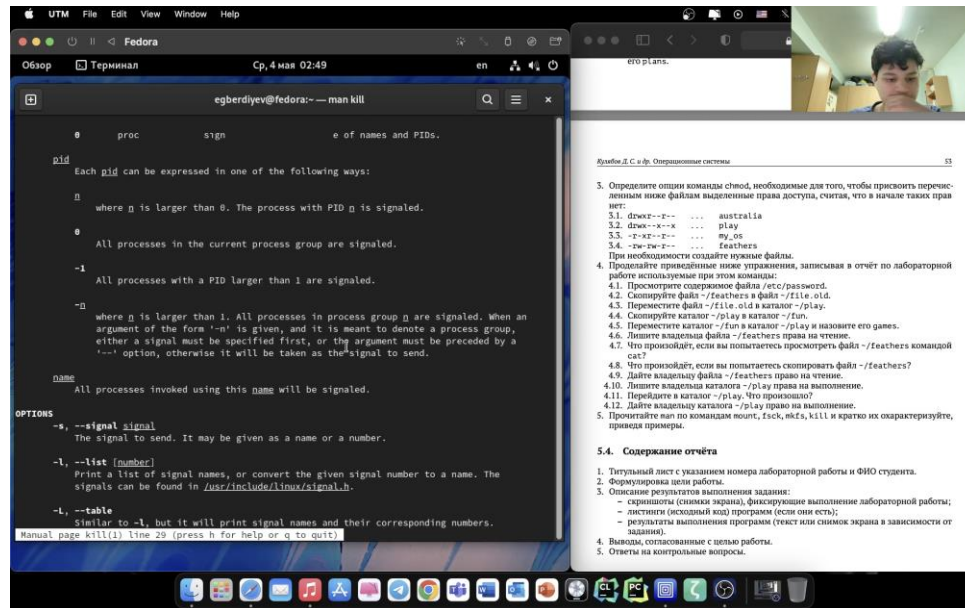 UTM File Edit View Window Help
Fedora
Обзор Терминал Ср, 4 мая 02:49 en
egberdiyev@fedora:~ — man kill
0 proc sign e of names and PIDs.
pid
Each pid can be expressed in one of the following ways:
n
where n is larger than 0. The process with PID n is signaled.
0
All processes in the current process group are signaled.
-1
All processes with a PID larger than 1 are signaled.
-n
where n is larger than 1. All processes in process group n are signaled. When an
argument of the form '-n' is given, and it is meant to denote a process group,
either a signal must be specified first, or the argument must be preceded by a
'--' option, otherwise it will be taken as the signal to send.
name
All processes invoked using this name will be signaled.
OPTIONS
-s, --signal signal
The signal to send. It may be given as a name or a number.
-l, --list [number]
Print a list of signal names, or convert the given signal number to a name. The
signals can be found in /usr/include/linux/signal.h.
-L, --table
Similar to -l, but it will print signal names and their corresponding numbers.
Manual page kill(1) line 29 (press h for help or q to quit)
его plans.
Кулябов Д. С. и др. Операционные системы 53
3. Определите опции команды chmod, необходимые для того, чтобы присвоить перечис-
ленным ниже файлам выделенные права доступа, считая, что в начале таких прав
нет:
3.1. drwxr--r-- ... australia
3.2. drwx--x--x ... play
3.3. -r-xr--r-- ... my_os
3.4. -rw-rw-r-- ... feathers
При необходимости создайте нужные файлы.
4. Проделайте приведённые ниже упражнения, записывая в отчёт по лабораторной
работе используемые при этом команды:
4.1. Просмотрите содержимое файла /etc/password.
4.2. Скопируйте файл ~/feathers в файл ~/file.old.
4.3. Переместите файл ~/file.old в каталог ~/play.
4.4. Скопируйте каталог ~/play в каталог ~/fun.
4.5. Переместите каталог ~/fun в каталог ~/play и назовите его games.
4.6. Лишите владельца файла ~/feathers права на чтение.
4.7. Что произойдёт, если вы попытаетесь просмотреть файл ~/feathers командой
cat?
4.8. Что произойдёт, если вы попытаетесь скопировать файл ~/feathers?
4.9. Дайте владельцу файла ~/feathers право на чтение.
4.10. Лишите владельца каталога ~/play права на выполнение.
4.11. Перейдите в каталог ~/play. Что произошло?
4.12. Дайте владельцу каталога ~/play право на выполнение.
5. Прочитайте man по командам mount, fsck, mkfs, kill и кратко их охарактеризуйте,
приведя примеры.
5.4. Содержание отчёта
1. Титульный лист с указанием номера лабораторной работы и ФИО студента.
2. Формулировка цели работы.
3. Описание результатов выполнения задания:
– скриншоты (снимки экрана), фиксирующие выполнение лабораторной работы;
– листинги (исходный код) программ (если они есть);
– результаты выполнения программ (текст или снимок экрана в зависимости от
задания).
4. Выводы, согласованные с целью работы.
5. Ответы на контрольные вопросы.